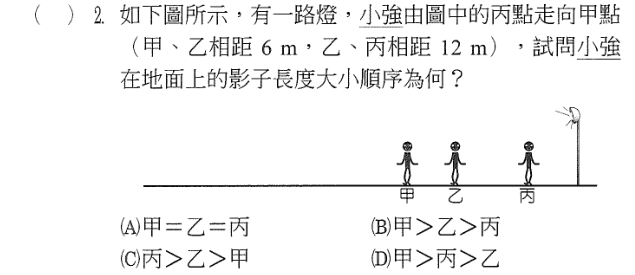 (　) 2. 如下圖所示，有一路燈，小強由圖中的丙點走向甲點
（甲、乙相距 6 m，乙、丙相距 12 m），試問小強
在地面上的影子長度大小順序為何？
甲 乙 丙
(A)甲＝乙＝丙 (B)甲＞乙＞丙
(C)丙＞乙＞甲 (D)甲＞丙＞乙